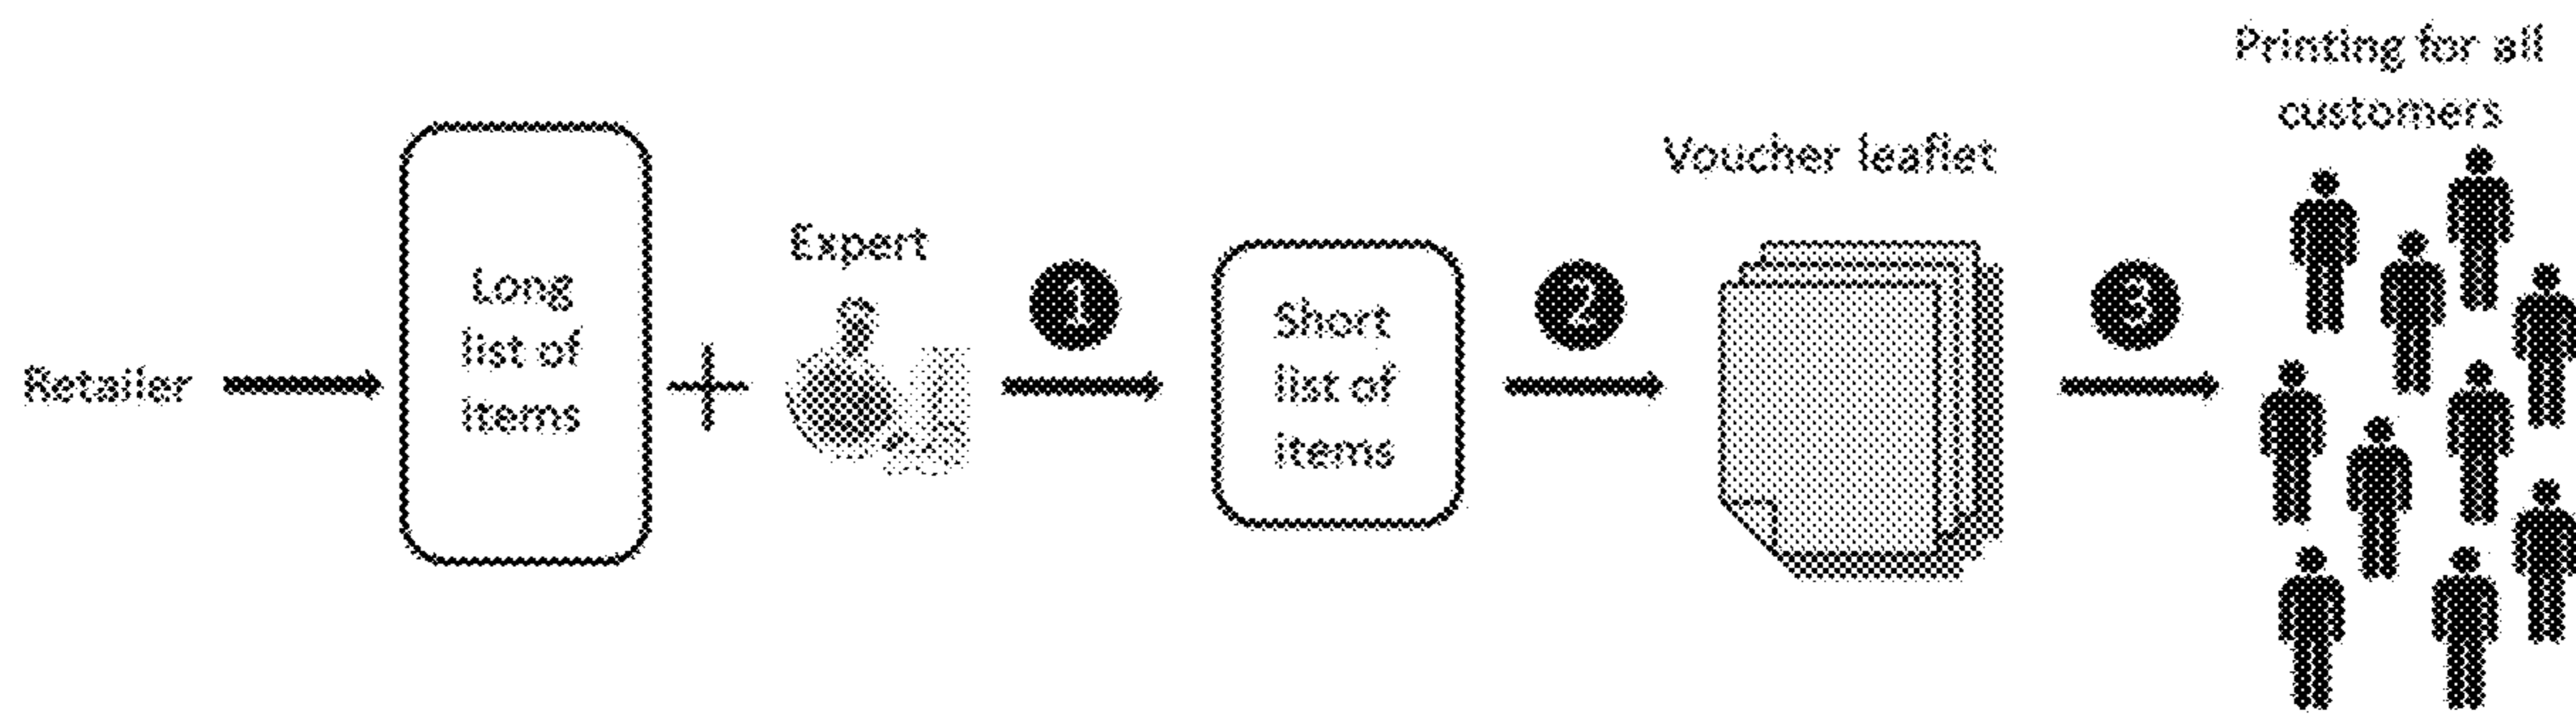 Retailer
Long
list of
items
Expert
1
Short
list of
items
2
Voucher leaflet
3
Printing for all
customers